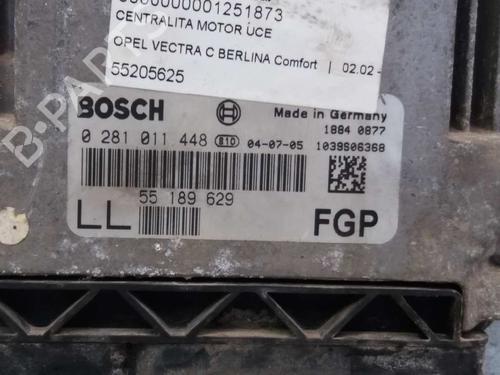 CENTRALITA MOTOR UCE
OPEL VECTRA C BERLINA Comfort | 02.02 -
55205625
BOSCH
Made in Germany
1884 0877
0 281 011 448 810 04-07-05 1039S06368
55 189 629
LL FGP
B-PARTS